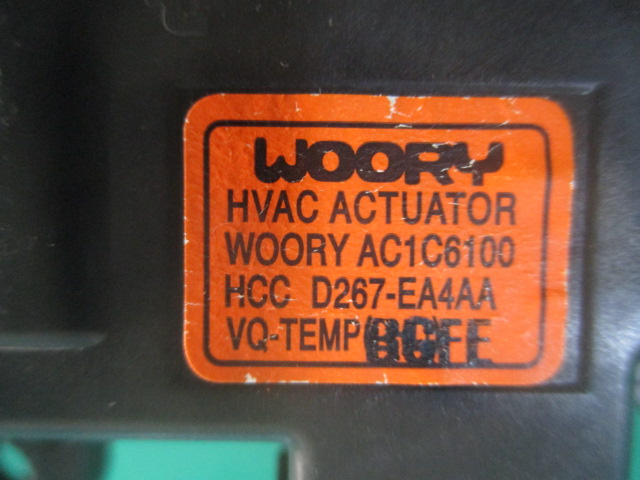 WOORY
HVAC ACTUATOR
WOORY AC1C6100
HCC D267-EA4AA
VQ-TEMP